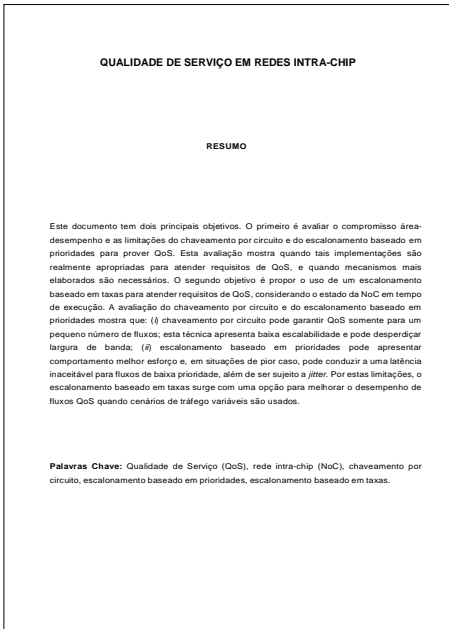 QUALIDADE DE SERVIÇO EM REDES INTRA-CHIP
RESUMO
Este documento tem dois principais objetivos. O primeiro é avaliar o compromisso área-
desempenho e as limitações do chaveamento por circuito e do escalonamento baseado em
prioridades para prover QoS. Esta avaliação mostra quando tais implementações são
realmente apropriadas para atender requisitos de QoS, e quando mecanismos mais
elaborados são necessários. O segundo objetivo é propor o uso de um escalonamento
baseado em taxas para atender requisitos de QoS, considerando o estado da NoC em tempo
de execução. A avaliação do chaveamento por circuito e do escalonamento baseado em
prioridades mostra que: (i) chaveamento por circuito pode garantir QoS somente para um
pequeno número de fluxos; esta técnica apresenta baixa escalabilidade e pode desperdiçar
largura de banda; (ii) escalonamento baseado em prioridades pode apresentar
comportamento melhor esforço e, em situações de pior caso, pode conduzir a uma latência
inaceitável para fluxos de baixa prioridade, além de ser sujeito a jitter. Por estas limitações, o
escalonamento baseado em taxas surge com uma opção para melhorar o desempenho de
fluxos QoS quando cenários de tráfego variáveis são usados.
Palavras Chave: Qualidade de Serviço (QoS), rede intra-chip (NoC), chaveamento por
circuito, escalonamento baseado em prioridades, escalonamento baseado em taxas.